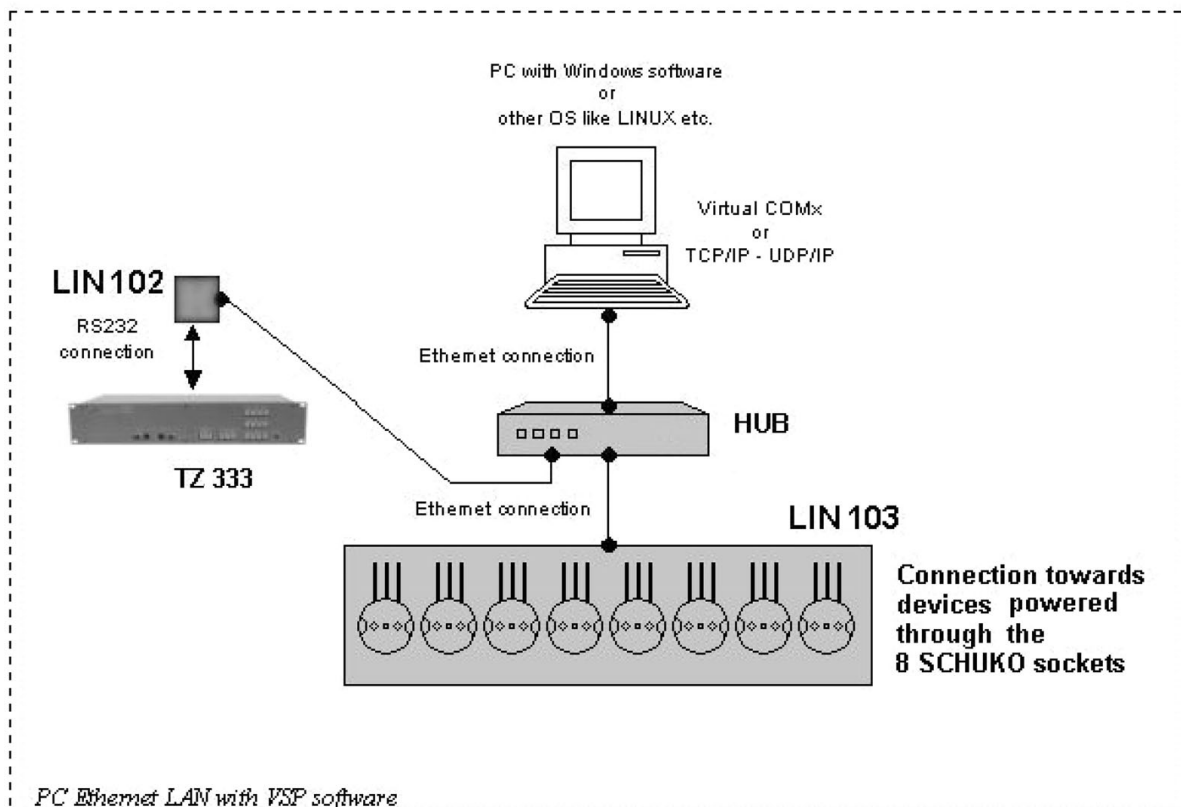 PC with Windows software
or
other OS like LINUX etc.
Virtual COMx
or
TCP/IP - UDP/IP
LIN102
RS232
connection
Ethernet connection
HUB
TZ 333
Ethernet connection
LIN103
Connection towards
devices powered
through the
8 SCHUKO sockets
PC Ethernet LAN with VSP software